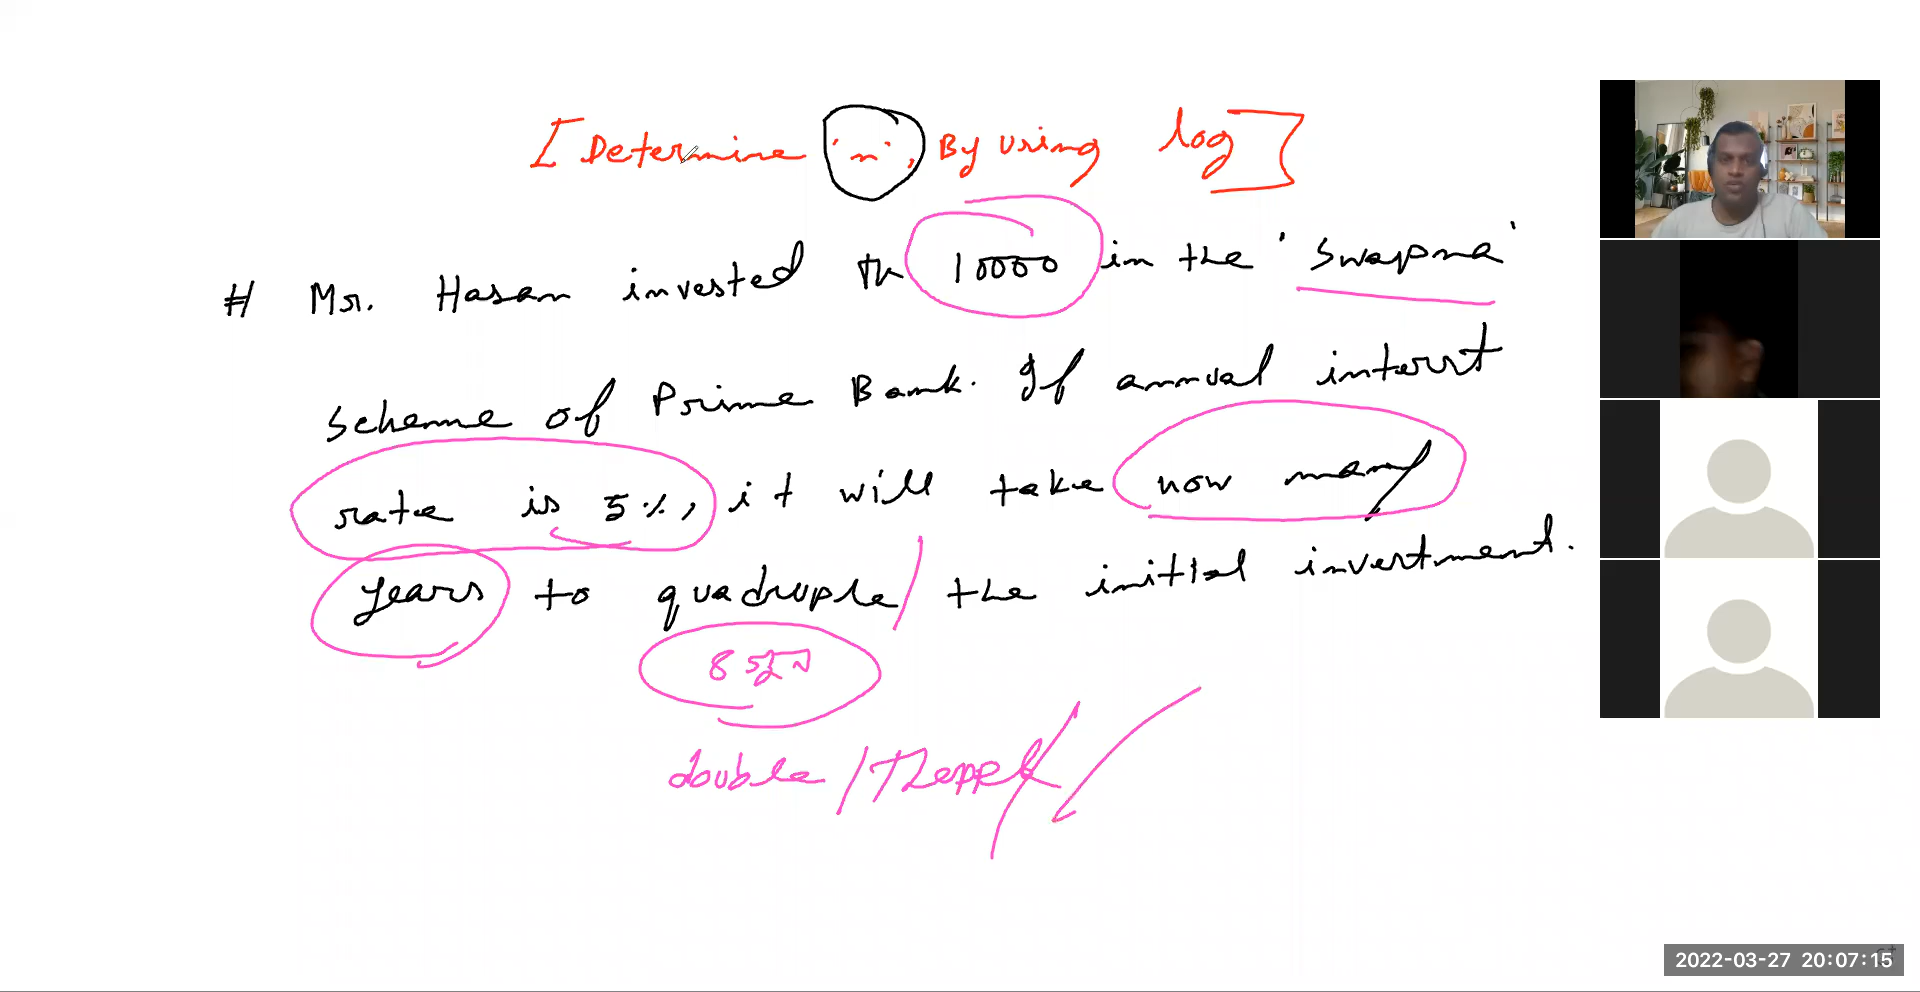 [Determine 'n', By using log]
# Mr. Hasan invested Tk 10000 in the 'Swapna'
scheme of Prime Bank. If annual interest
rate is 5%, it will take how many
years to quadruple / the initial investment.
double /
2022-03-27 20:07:15